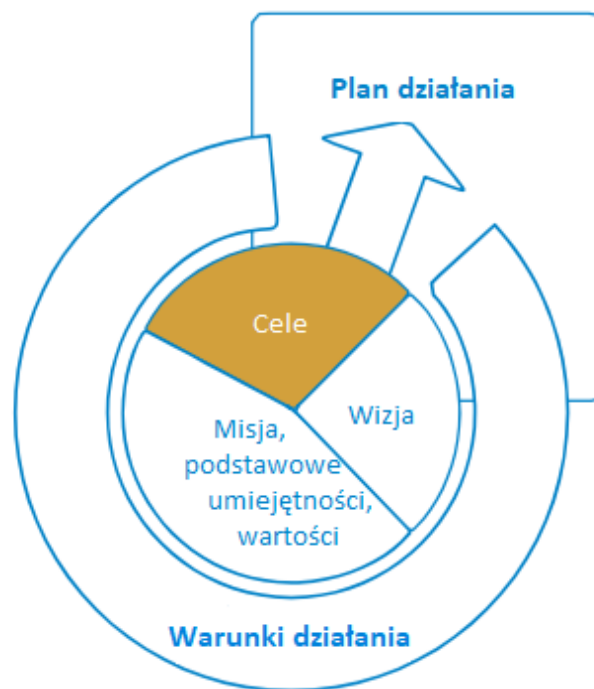 Plan działania
Cele
Wizja
Misja,
podstawowe
umiejętności,
wartości
Warunki działania